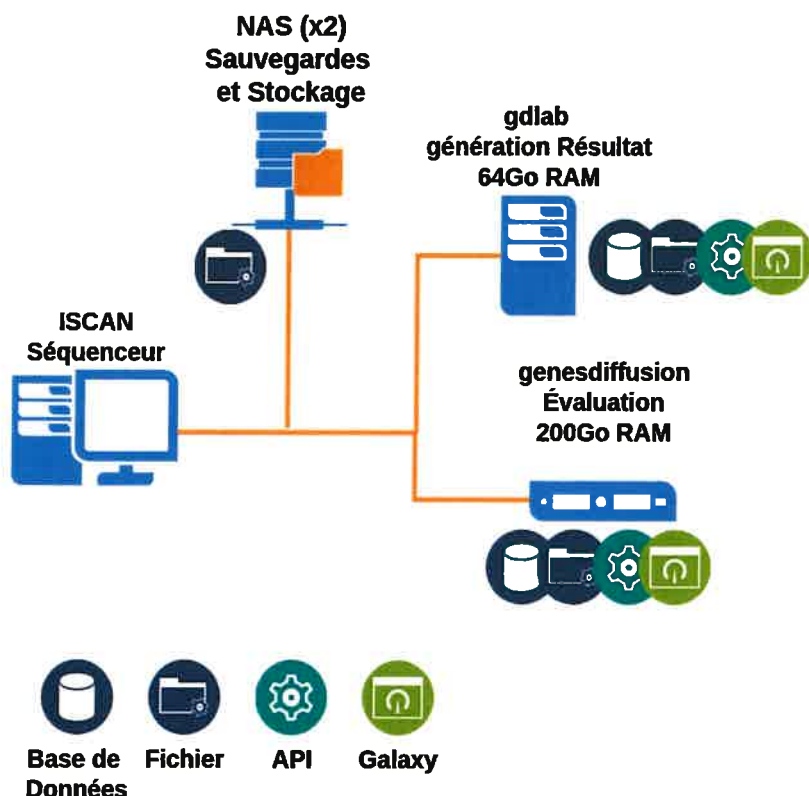 NAS (x2)
Sauvegardes
et Stockage
gdlab
génération Résultat
64Go RAM
ISCAN
Séquenceur
genesdiffusion
Évaluation
200Go RAM
Base de
Données
Fichier
API
Galaxy